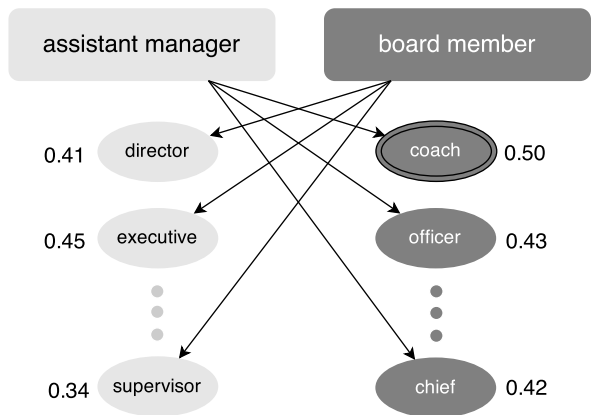 assistant manager
board member
0.41 director coach 0.50
0.45 executive officer 0.43
0.34 supervisor chief 0.42